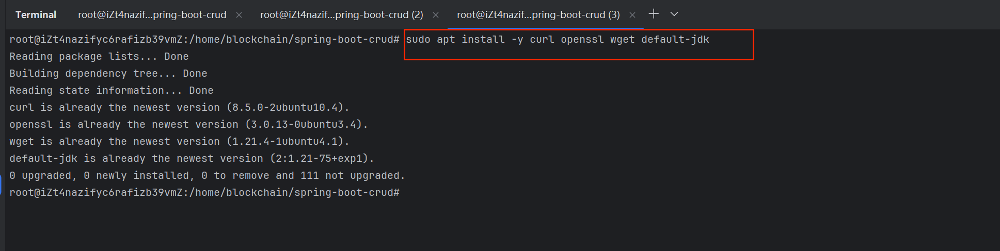 Terminal root@iZt4nazif...pring-boot-crud × root@iZt4nazif...pring-boot-crud (2) × root@iZt4nazif...pring-boot-crud (3) × +
root@iZt4nazifyc6rafizb39vmZ:/home/blockchain/spring-boot-crud# sudo apt install -y curl openssl wget default-jdk
Reading package lists... Done
Building dependency tree... Done
Reading state information... Done
curl is already the newest version (8.5.0-2ubuntu10.4).
openssl is already the newest version (3.0.13-0ubuntu3.4).
wget is already the newest version (1.21.4-1ubuntu4.1).
default-jdk is already the newest version (2:1.21-75+exp1).
0 upgraded, 0 newly installed, 0 to remove and 111 not upgraded.
root@iZt4nazifyc6rafizb39vmZ:/home/blockchain/spring-boot-crud#